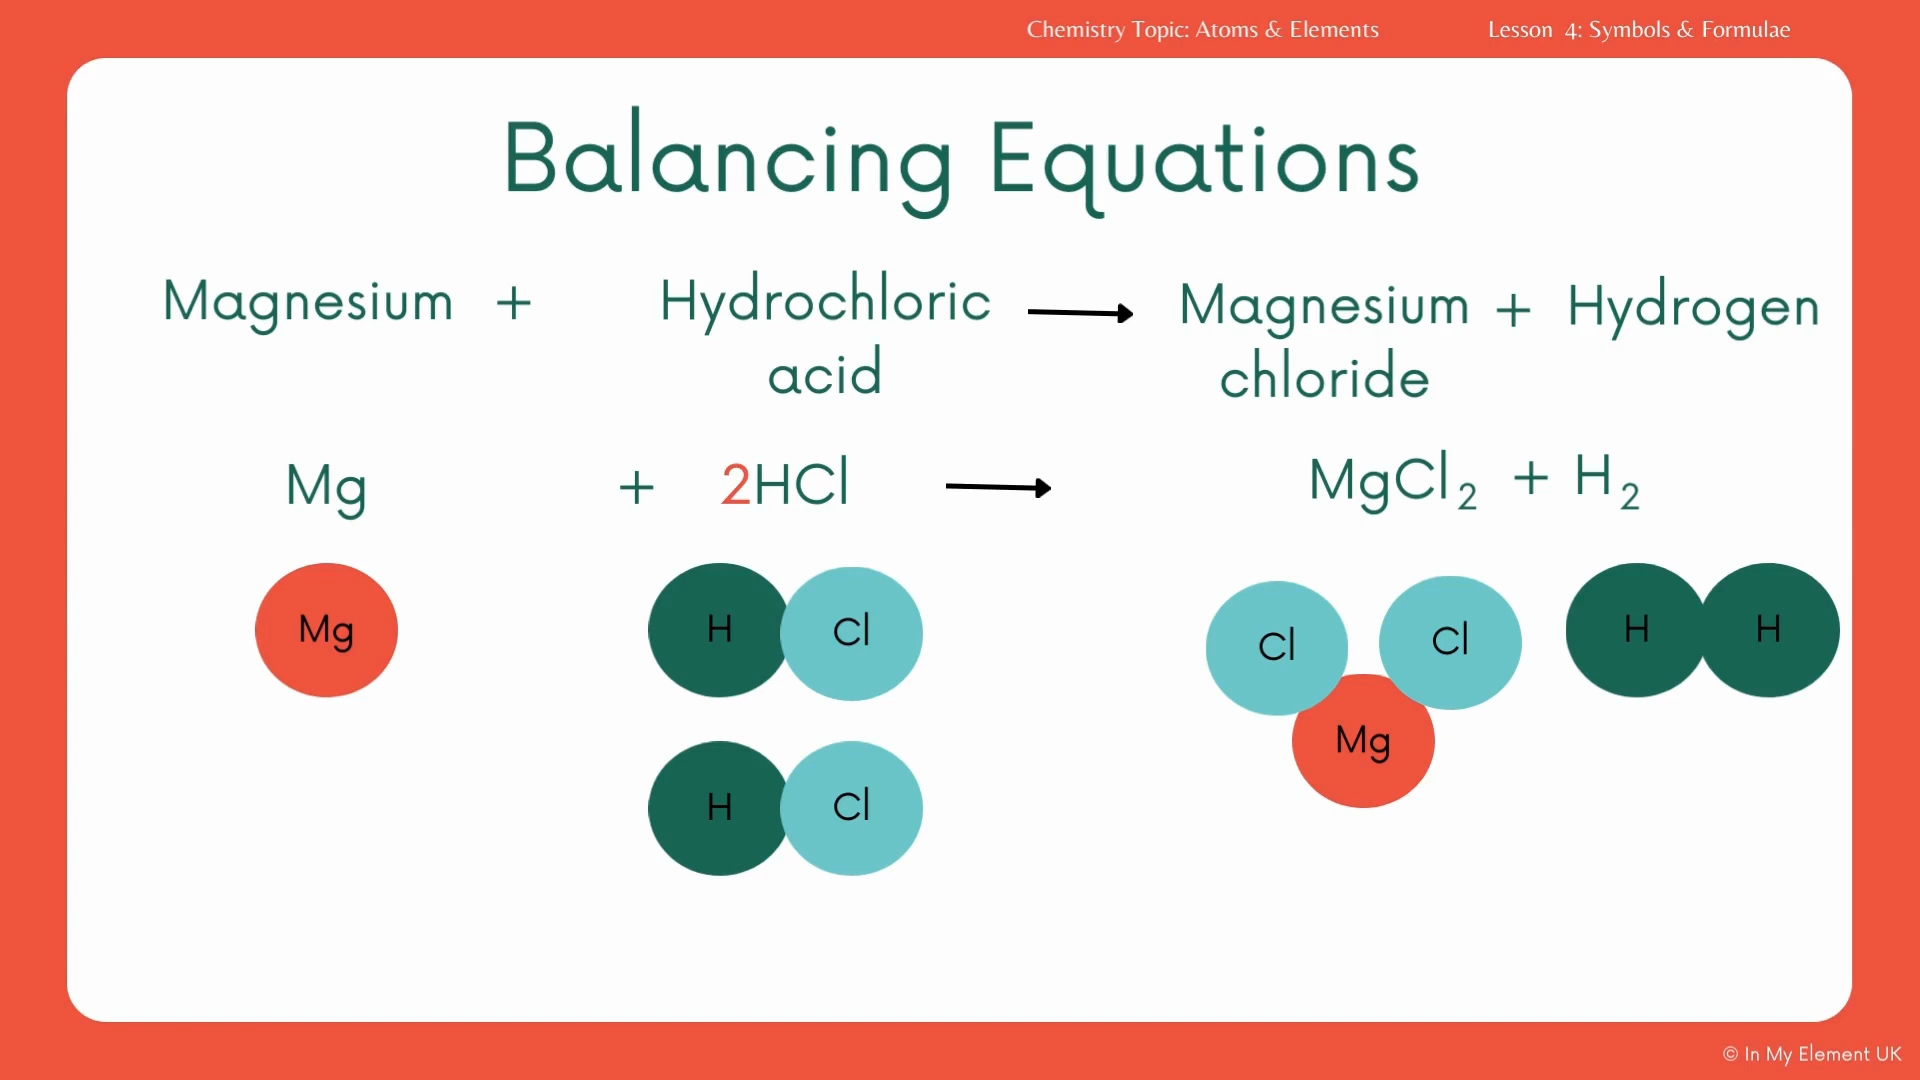 Chemistry Topic: Atoms & Elements Lesson 4: Symbols & Formulae
Balancing Equations
Magnesium + Hydrochloric acid → Magnesium chloride + Hydrogen
Mg + 2HCl → MgCl₂ + H₂
Mg H Cl Cl Cl H H
Mg
H Cl
© In My Element UK